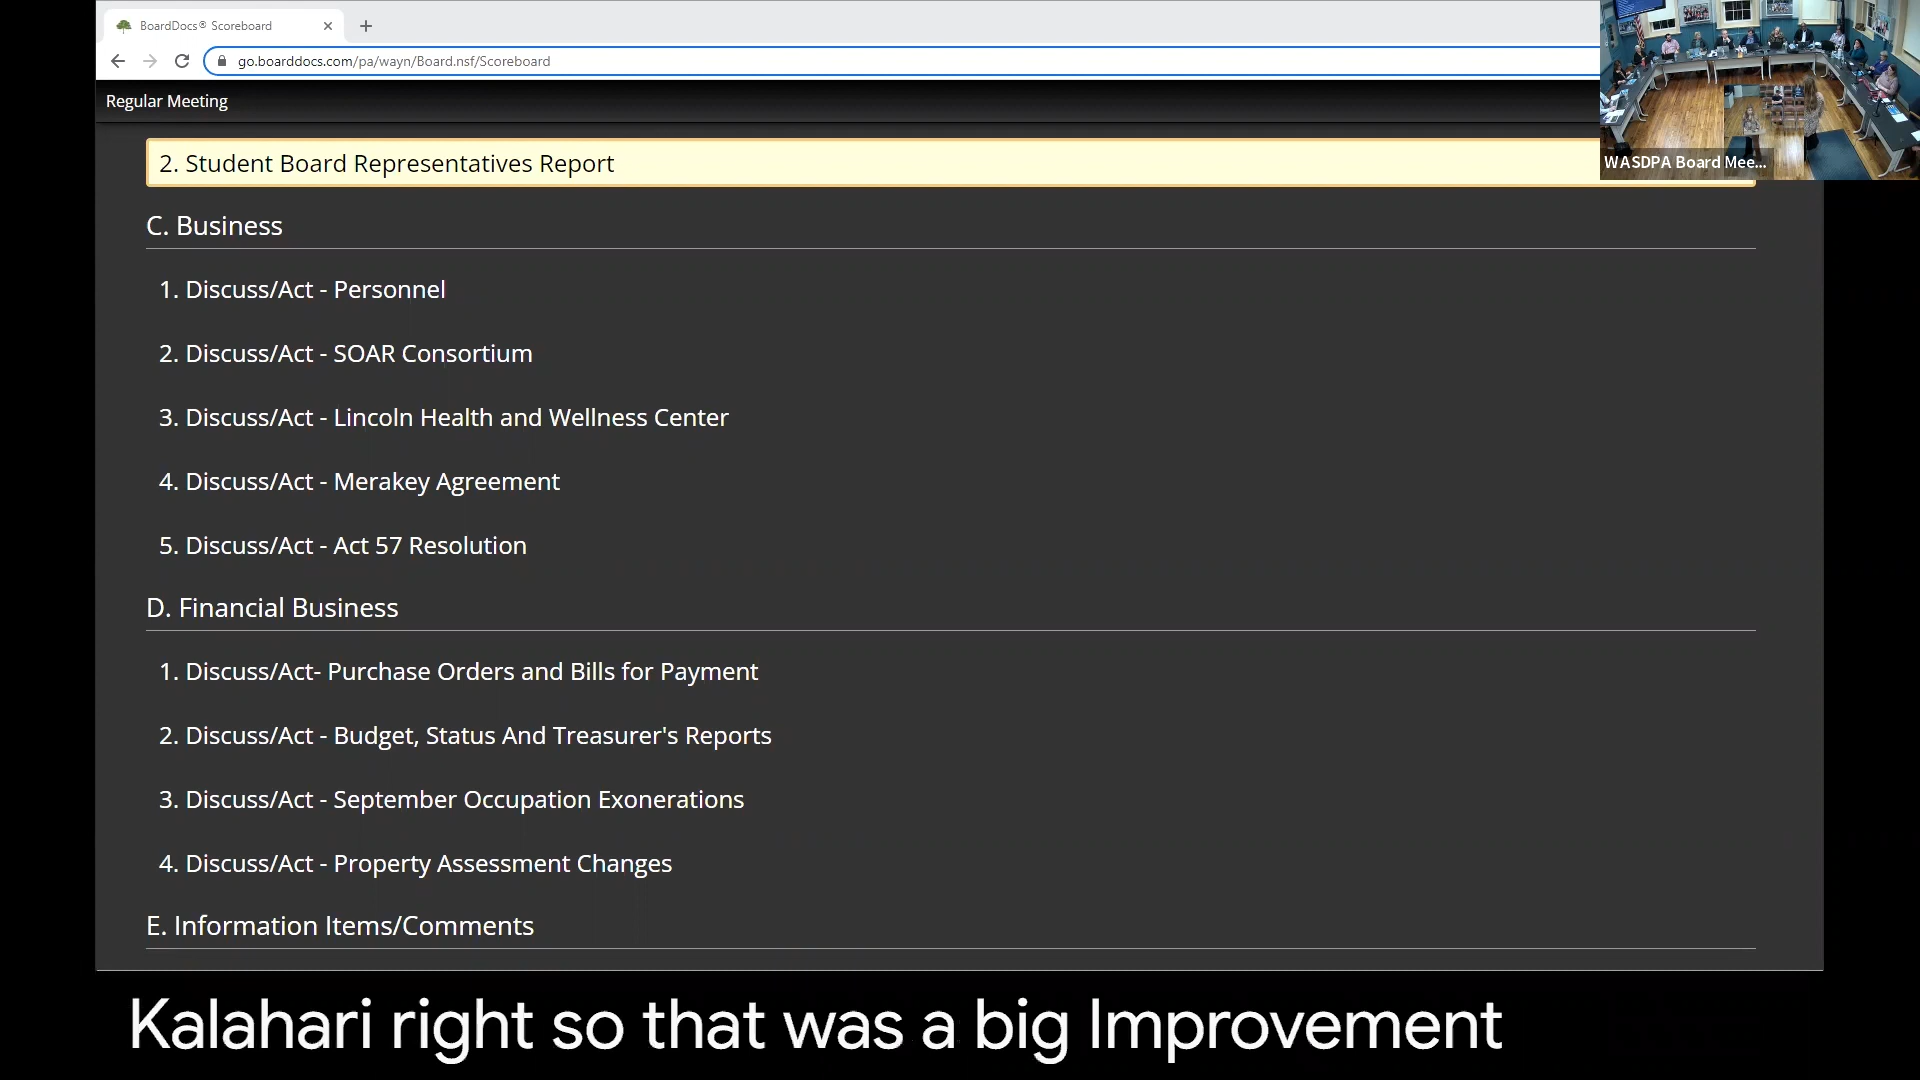 BoardDocs® Scoreboard
go.boarddocs.com/pa/wayn/Board.nsf/Scoreboard
Regular Meeting
WASDPA Board Mee...
2. Student Board Representatives Report
C. Business
1. Discuss/Act - Personnel
2. Discuss/Act - SOAR Consortium
3. Discuss/Act - Lincoln Health and Wellness Center
4. Discuss/Act - Merakey Agreement
5. Discuss/Act - Act 57 Resolution
D. Financial Business
1. Discuss/Act- Purchase Orders and Bills for Payment
2. Discuss/Act - Budget, Status And Treasurer's Reports
3. Discuss/Act - September Occupation Exonerations
4. Discuss/Act - Property Assessment Changes
E. Information Items/Comments
Kalahari right so that was a big Improvement